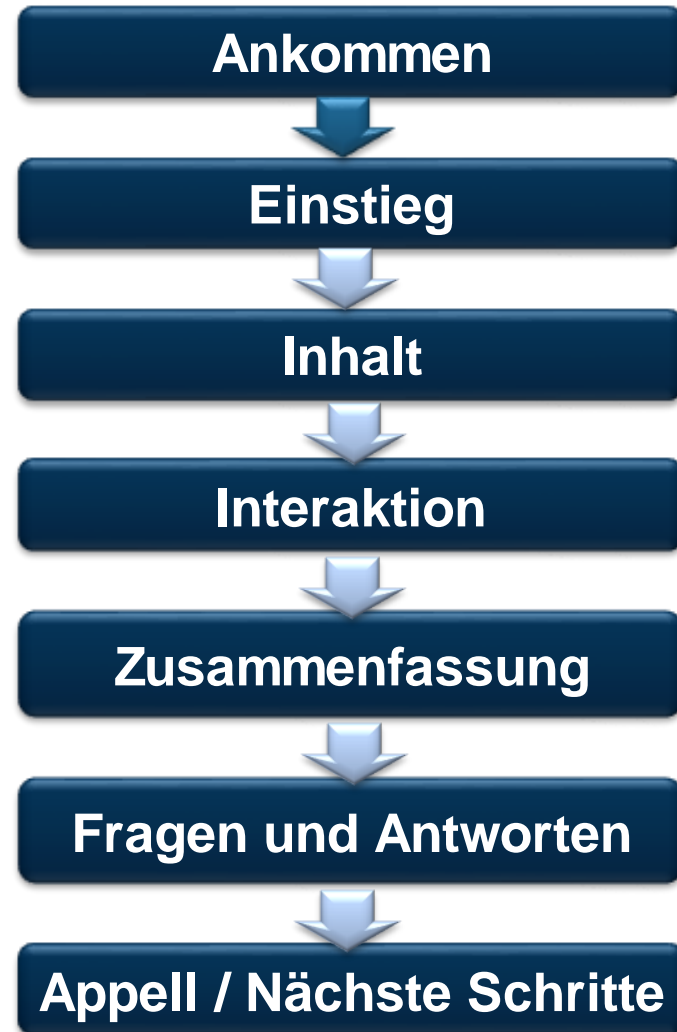 Ankommen
Einstieg
Inhalt
Interaktion
Zusammenfassung
Fragen und Antworten
Appell / Nächste Schritte